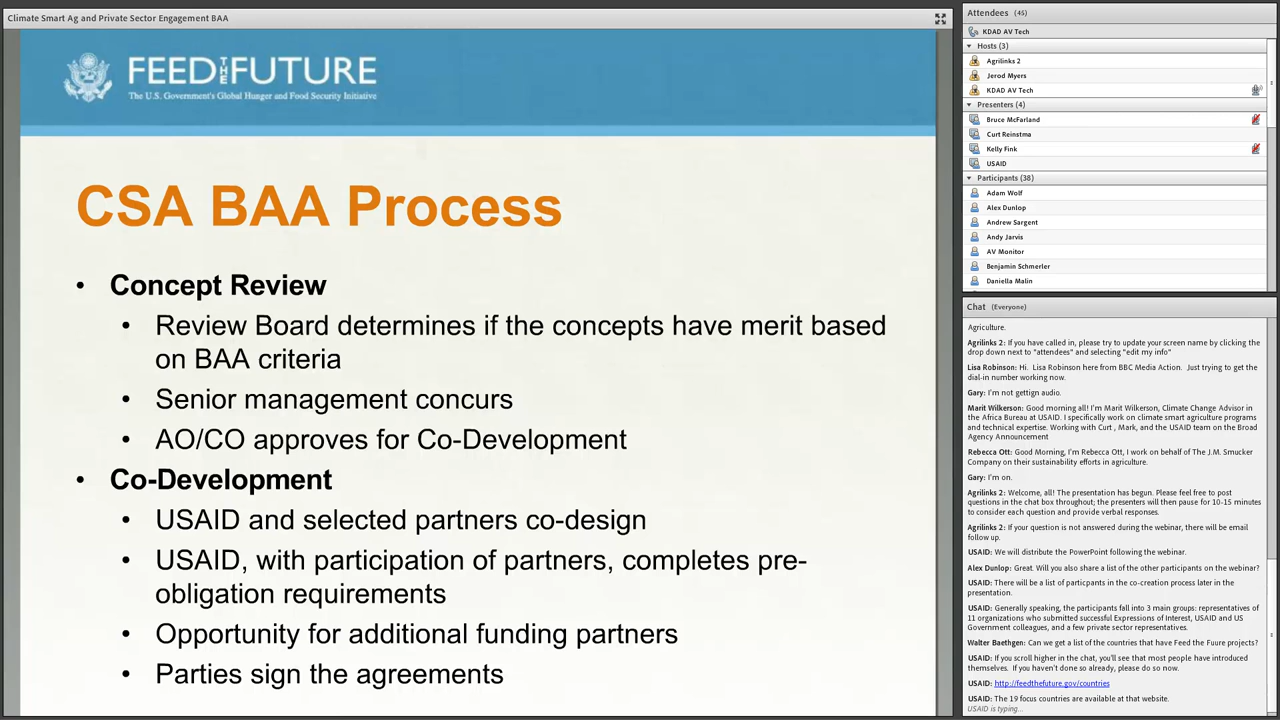 Climate Smart Ag and Private Sector Engagement BAA
FEED THE FUTURE
The U.S. Government's Global Hunger and Food Security Initiative
CSA BAA Process
• Concept Review
• Review Board determines if the concepts have merit based
on BAA criteria
• Senior management concurs
• AO/CO approves for Co-Development
• Co-Development
• USAID and selected partners co-design
• USAID, with participation of partners, completes pre-
obligation requirements
• Opportunity for additional funding partners
• Parties sign the agreements
Attendees (45)
KDAD AV Tech
Hosts (3)
Agrilinks 2
Jerod Myers
KDAD AV Tech
Presenters (4)
Bruce McFarland
Curt Reinstma
Kelly Fink
USAID
Participants (38)
Adam Wolf
Alex Dunlop
Andrew Sargent
Andy Jarvis
AV Monitor
Benjamin Schmerler
Daniella Malin
Chat (Everyone)
Agriculture.
Agrilinks 2: If you have called in, please try to update your screen name by clicking the
drop down next to "attendees" and selecting "edit my info"
Lisa Robinson: Hi. Lisa Robinson here from BBC Media Action. Just trying to get the
dial-in number working now.
Gary: I'm not gettign audio.
Marit Wilkerson: Good morning all! I'm Marit Wilkerson, Climate Change Advisor in
the Africa Bureau at USAID. I specifically work on climate smart agriculture programs
and technical expertise. Working with Curt , Mark, and the USAID team on the Broad
Agency Announcement
Rebecca Ott: Good Morning, I'm Rebecca Ott, I work on behalf of The J.M. Smucker
Company on their sustainability efforts in agriculture.
Gary: I'm on.
Agrilinks 2: Welcome, all! The presentation has begun. Please feel free to post
questions in the chat box throughout; the presenters will then pause for 10-15 minutes
to consider each question and provide verbal responses.
Agrilinks 2: If your question is not answered during the webinar, there will be email
follow up.
USAID: We will distribute the PowerPoint following the webinar.
Alex Dunlop: Great. Will you also share a list of the other participants on the webinar?
USAID: There will be a list of particpants in the co-creation process later in the
presentation.
USAID: Generally speaking, the participants fall into 3 main groups: representatives of
11 organizations who submitted successful Expressions of Interest, USAID and US
Government colleagues, and a few private sector representatives.
Walter Baethgen: Can we get a list of the countries that have Feed the Fuure projects?
USAID: If you scroll higher in the chat, you'll see that most people have introduced
themselves. If you haven't done so already, please do so now.
USAID: http://feedthefuture.gov/countries
USAID: The 19 focus countries are available at that website.
USAID is typing...